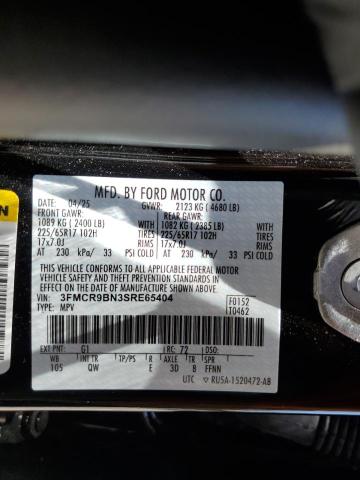 MFD. BY FORD MOTOR CO.
DATE: 04/25 GVWR: 2123 KG ( 4680 LB)
FRONT GAWR: REAR GAWR:
1089 KG ( 2400 LB) WITH 1082 KG ( 2385 LB) WITH
225/65R17 102H TIRES 225/65R17 102H TIRES
17x7.0J RIMS 17x7.0J RIMS
AT 230 kPa/ 33 PSI COLD AT 230 kPa/ 33 PSI COLD
THIS VEHICLE CONFORMS TO ALL APPLICABLE FEDERAL MOTOR
VEHICLE SAFETY AND BUMPER STANDARDS AND THEFT PREVENTION STANDARDS IN
EFFECT ON THE DATE OF MANUFACTURE SHOWN ABOVE.
VIN: 3FMCR9BN3SRE65404 F0152
TYPE: MPV T0462
EXT PNT: G1 RC: 72 DSO:
WB INT TR TP/PS R AXLE TR SPR
105 QW E 3D B FFNN
UTC ▽ RU5A-1520472-AB